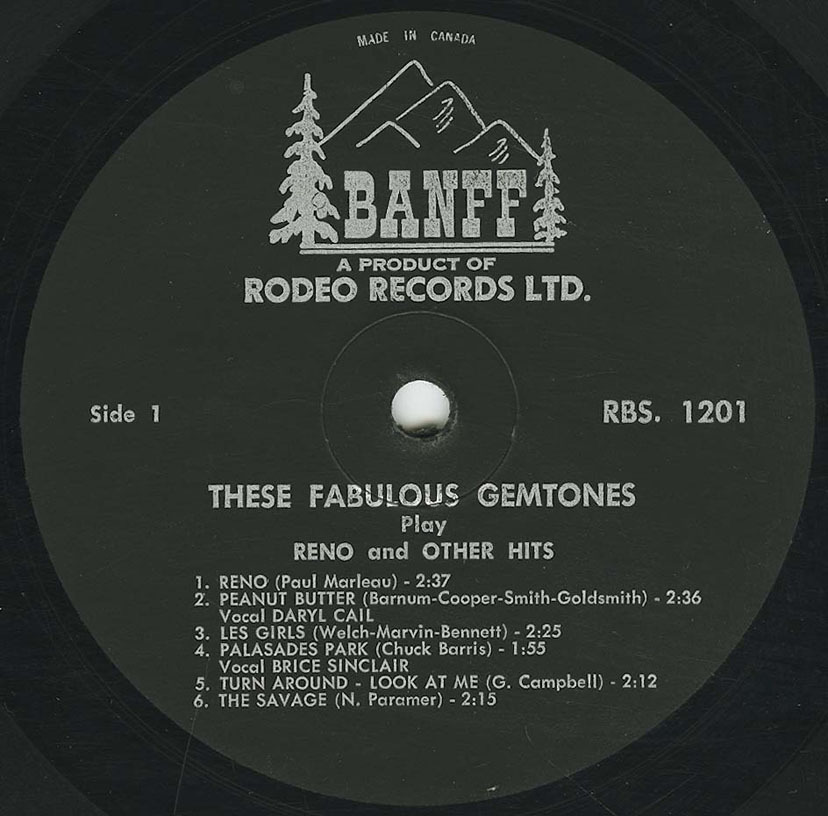 MADE IN CANADA
BANFF
A PRODUCT OF
RODEO RECORDS LTD.
Side 1
RBS. 1201
THESE FABULOUS GEMTONES
Play
RENO and OTHER HITS
1. RENO (Paul Marleau) - 2:37
2. PEANUT BUTTER (Barnum-Cooper-Smith-Goldsmith) - 2:36
Vocal DARYL CAIL
3. LES GIRLS (Welch-Marvin-Bennett) - 2:25
4. PALASADES PARK (Chuck Barris) - 1:55
Vocal BRICE SINCLAIR
5. TURN AROUND - LOOK AT ME (G. Campbell) - 2:12
6. THE SAVAGE (N. Paramer) - 2:15